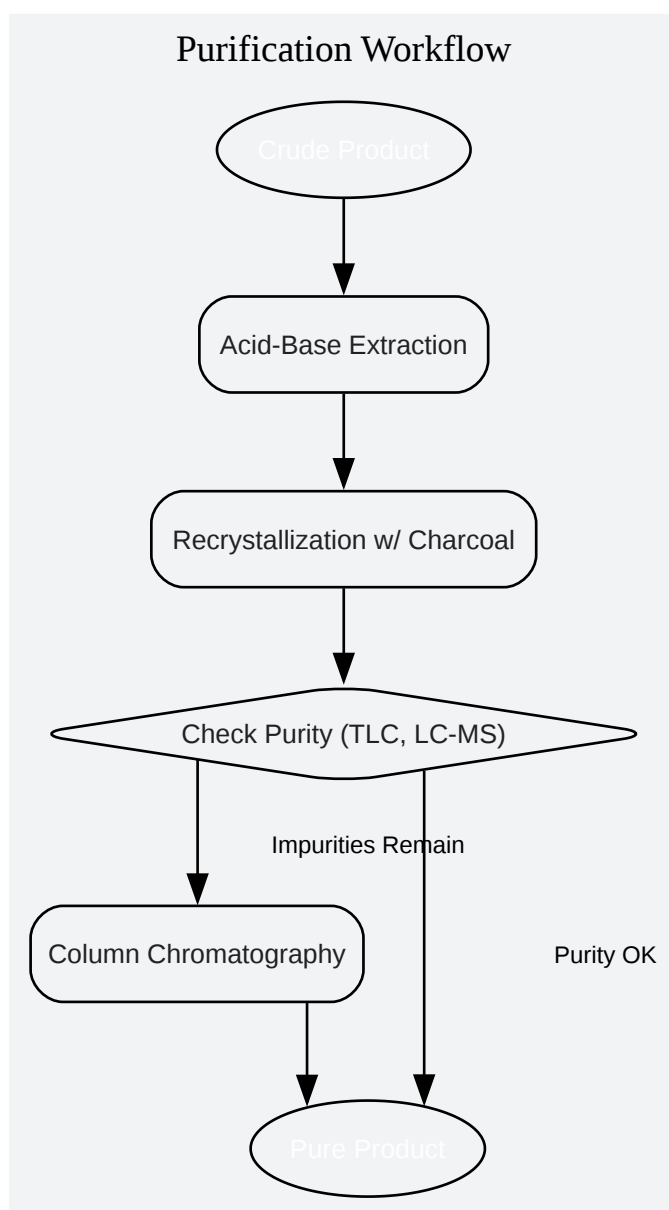 Purification Workflow
Crude Product
Acid-Base Extraction
Recrystallization w/ Charcoal
Check Purity (TLC, LC-MS)
Impurities Remain
Column Chromatography
Purity OK
Pure Product